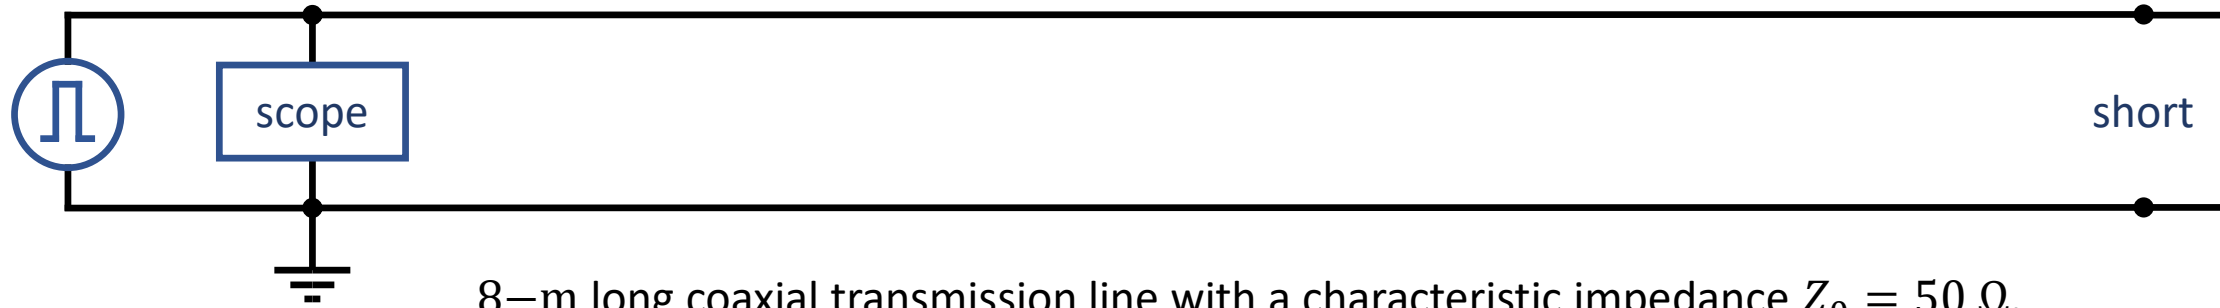 scope
short
8−m long coaxial transmission line with a characteristic impedance Z₀ = 50 Ω.